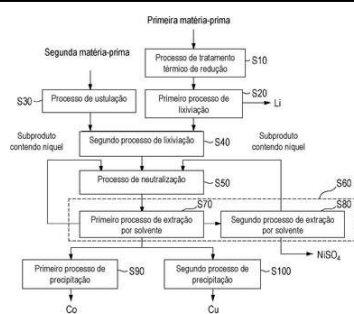 Primeira matéria-prima
Segunda matéria-prima
Processo de tratamento
térmico de redução
S10
S20
S30
Processo de ustulação
Primeiro processo de
lixiviação
Li
Subproduto
contendo níquel
Segundo processo de lixiviação
S40
Subproduto
contendo níquel
Processo de neutralização
S50
S60
S70
S80
Primeiro processo de extração
por solvente
Segundo processo de extração
por solvente
NiSO4
Primeiro processo de
precipitação
S90
Segundo processo de
precipitação
S100
Co
Cu